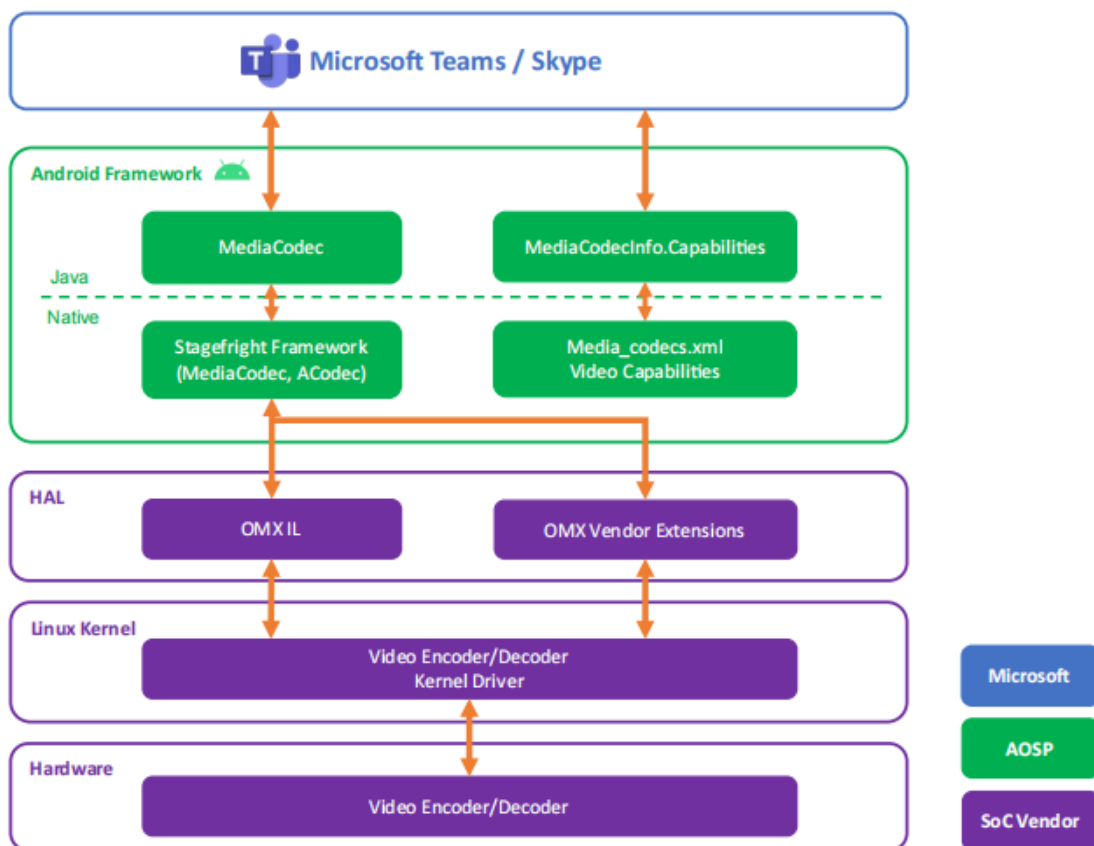 Microsoft Teams / Skype
Android Framework
MediaCodec
MediaCodecInfo.Capabilities
Java
Native
Stagefright Framework
(MediaCodec, ACodec)
Media_codecs.xml
Video Capabilities
HAL
OMX IL
OMX Vendor Extensions
Linux Kernel
Video Encoder/Decoder
Kernel Driver
Hardware
Video Encoder/Decoder
Microsoft
AOSP
SoC Vendor